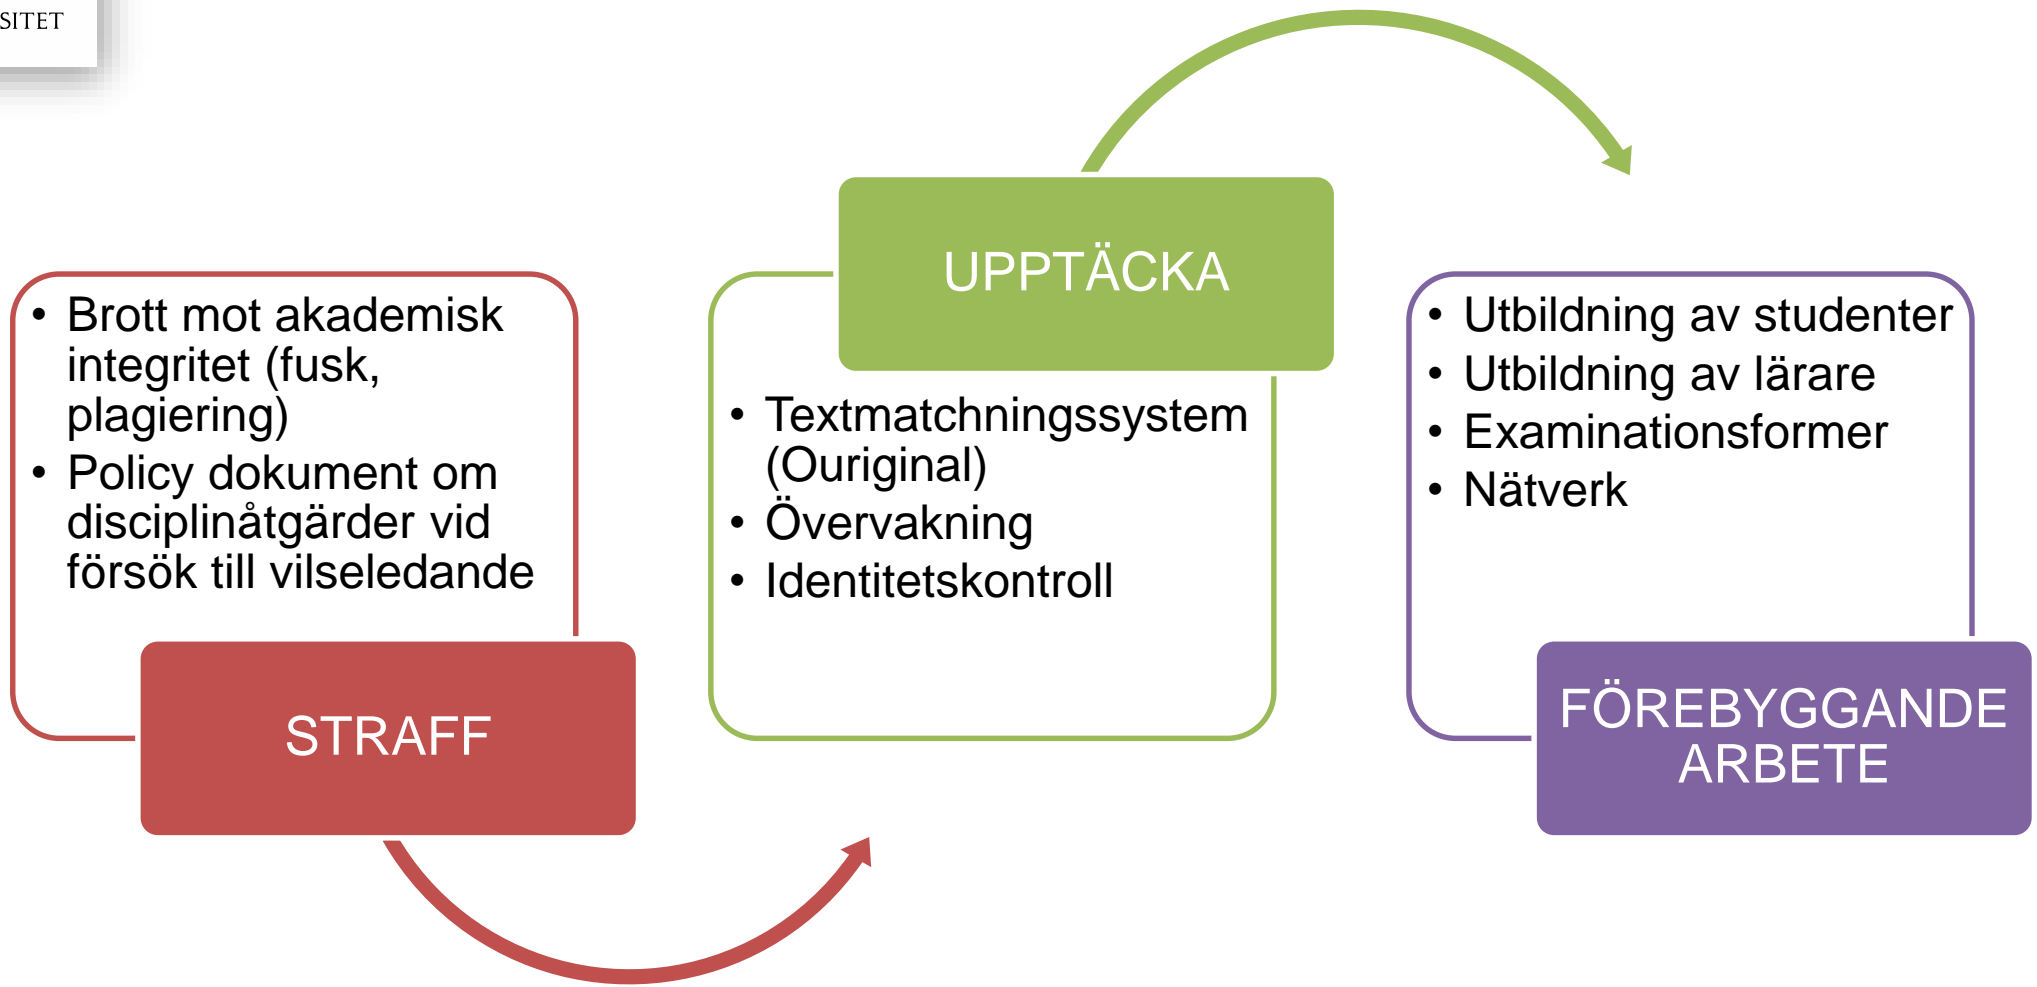 SITET
• Brott mot akademisk
integritet (fusk,
plagiering)
• Policy dokument om
disciplinåtgärder vid
försök till vilseledande
STRAFF
UPPTÄCKA
• Textmatchningssystem
(Ouriginal)
• Övervakning
• Identitetskontroll
• Utbildning av studenter
• Utbildning av lärare
• Examinationsformer
• Nätverk
FÖREBYGGANDE
ARBETE